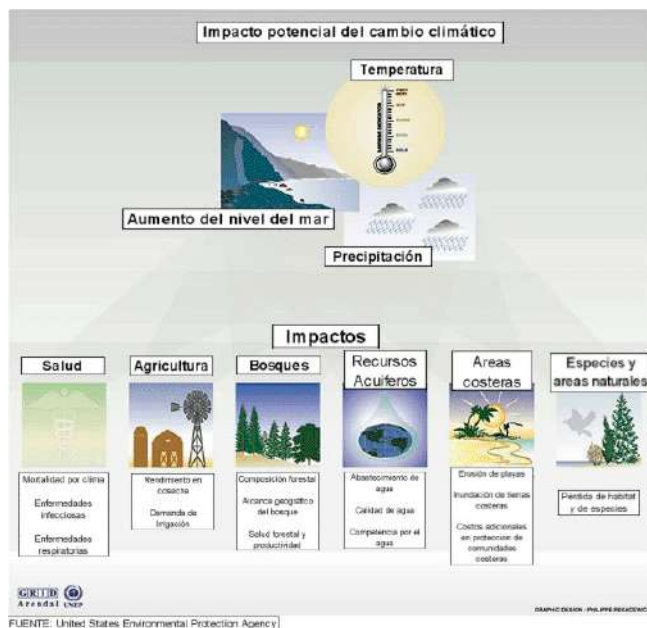 Impacto potencial del cambio climático
Temperatura
Aumento del nivel del mar
Precipitación
Impactos
Salud
Mortalidad por clima
Enfermedades
infecciosas
Enfermedades
respiratorias
Agricultura
Rendimiento en
cosecha
Demanda de
irrigación
Bosques
Composición forestal
Alcance geográfico
del bosque
Salud forestal y
productividad
Recursos
Acuíferos
Abastecimiento de
agua
Calidad de agua
Competencia por el
agua
Areas
costeras
Erosión de playas
Inundación de tierras
costeras
Costos adicionales
en protección de
comunidades
costeras
Especies y
areas naturales
Perdida de habitat
y de especies
GRID
Arendal UNEP
GRAPHIC DESIGN : PHILIPPE REKACEWICZ
FUENTE: United States Environmental Protection Agency